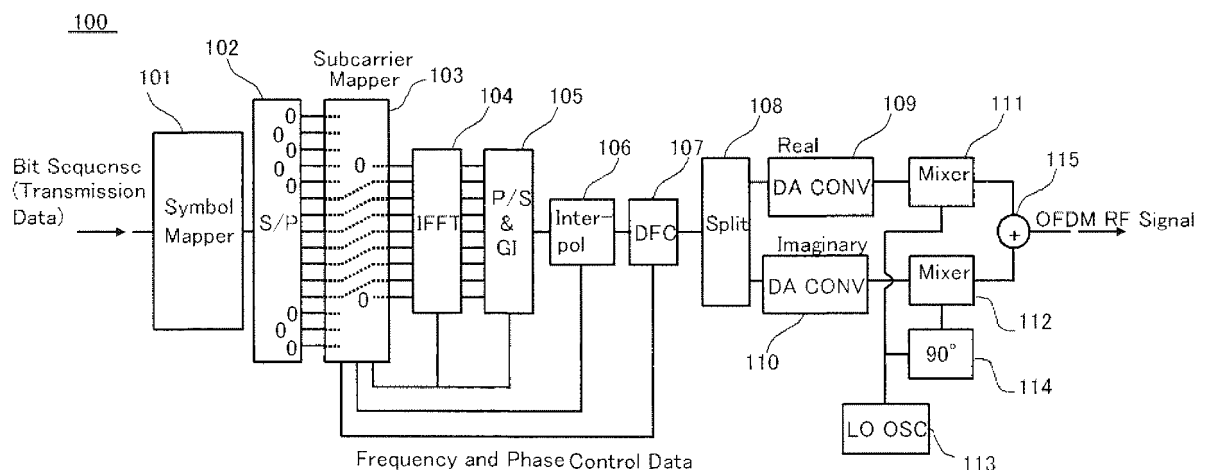 100
102
Subcarrier
Mapper
101
103
104
105
108
109
111
106
107
115
Bit Sequense
(Transmission
Data)
Symbol
Mapper
S/P
0
0
0
0
0
0
0
0
0
0
IFFT
P/S
&
GI
Inter-
pol
DFC
Split
Real
DA CONV
Imaginary
DA CONV
110
Mixer
Mixer
112
+
OFDM RF Signal
90°
114
LO OSC
113
Frequency and Phase Control Data